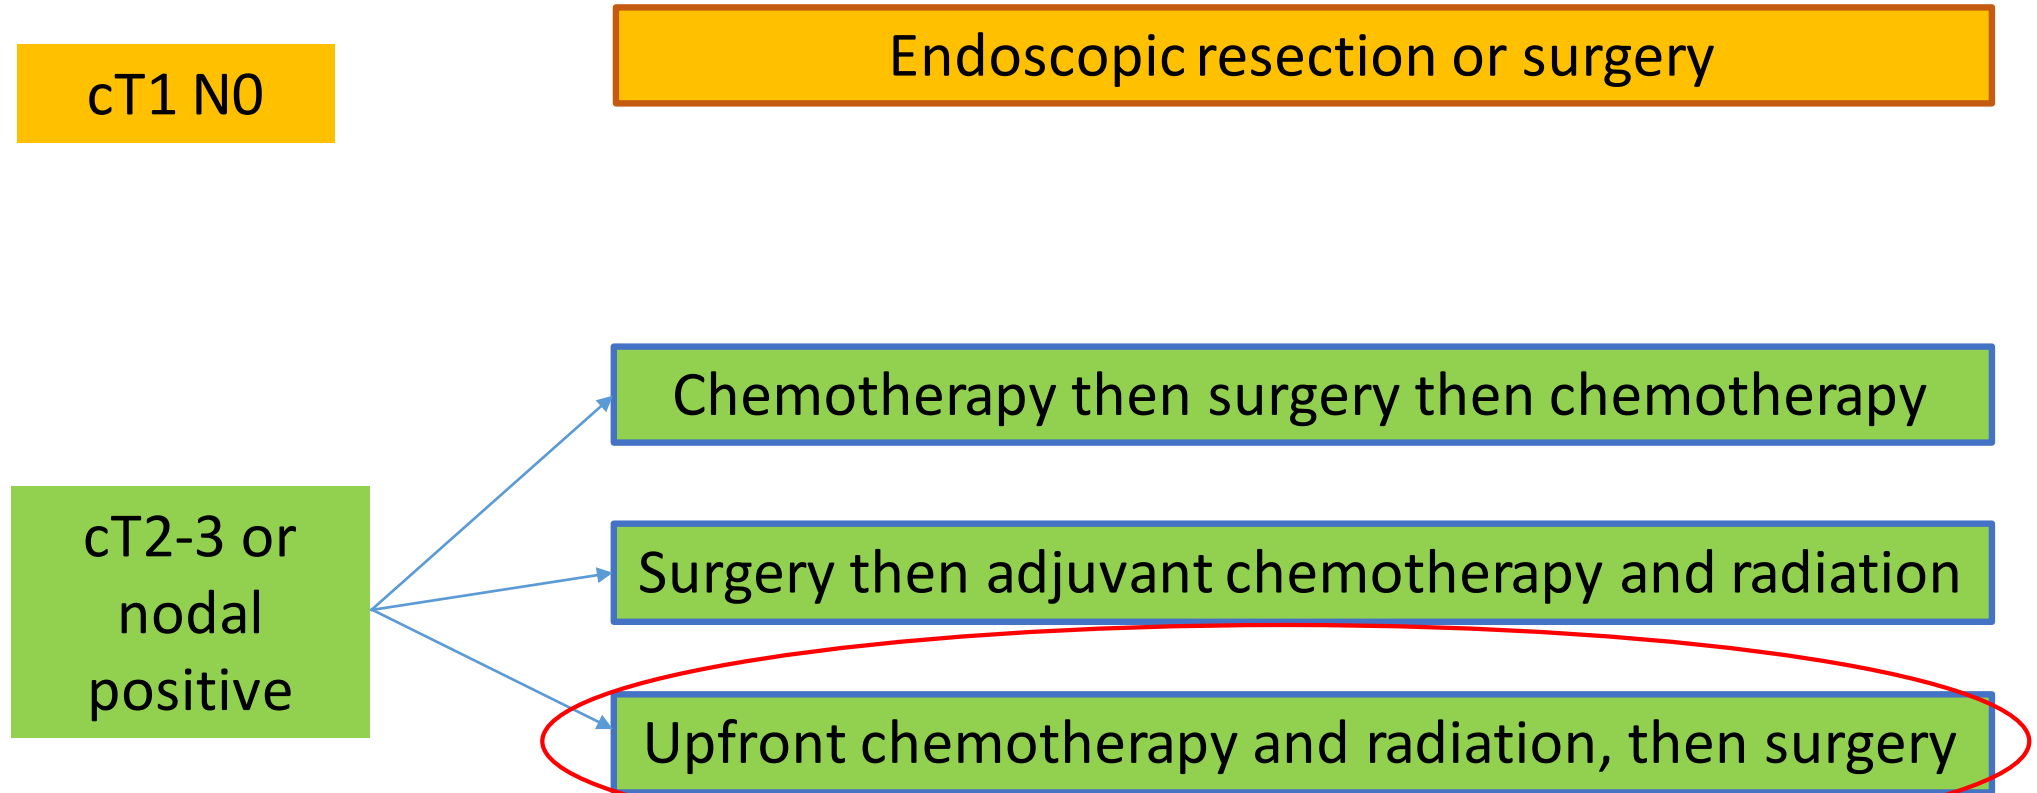 Endoscopic resection or surgery
cT1 N0
Chemotherapy then surgery then chemotherapy
cT2-3 or
nodal
positive
Surgery then adjuvant chemotherapy and radiation
Upfront chemotherapy and radiation, then surgery